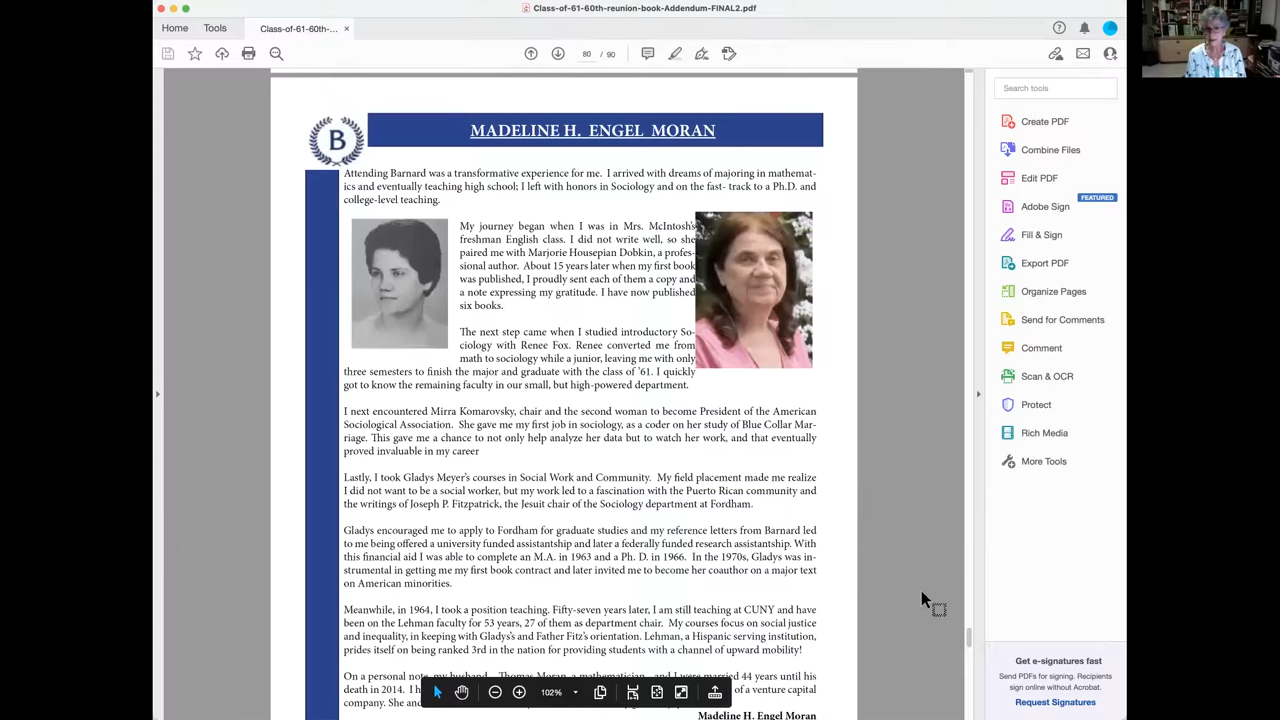 Class-of-61-60th-reunion-book-Addendum-FINAL2.pdf
Home
Tools
Class-of-61-60th-...
80 / 90
Search tools
MADELINE H. ENGEL MORAN
B
Attending Barnard was a transformative experience for me. I arrived with dreams of majoring in mathemat-
ics and eventually teaching high school; I left with honors in Sociology and on the fast- track to a Ph.D. and
college-level teaching.
My journey began when I was in Mrs. McIntosh's
freshman English class. I did not write well, so she
paired me with Marjorie Housepian Dobkin, a profes-
sional author. About 15 years later when my first book
was published, I proudly sent each of them a copy and
a note expressing my gratitude. I have now published
six books.
The next step came when I studied introductory So-
ciology with Renee Fox. Renee converted me from
math to sociology while a junior, leaving me with only
three semesters to finish the major and graduate with the class of '61. I quickly
got to know the remaining faculty in our small, but high-powered department.
I next encountered Mirra Komarovsky, chair and the second woman to become President of the American
Sociological Association. She gave me my first job in sociology, as a coder on her study of Blue Collar Mar-
riage. This gave me a chance to not only help analyze her data but to watch her work, and that eventually
proved invaluable in my career
Lastly, I took Gladys Meyer's courses in Social Work and Community. My field placement made me realize
I did not want to be a social worker, but my work led to a fascination with the Puerto Rican community and
the writings of Joseph P. Fitzpatrick, the Jesuit chair of the Sociology department at Fordham.
Gladys encouraged me to apply to Fordham for graduate studies and my reference letters from Barnard led
to me being offered a university funded assistantship and later a federally funded research assistantship. With
this financial aid I was able to complete an M.A. in 1963 and a Ph. D. in 1966. In the 1970s, Gladys was in-
strumental in getting me my first book contract and later invited me to become her coauthor on a major text
on American minorities.
Meanwhile, in 1964, I took a position teaching. Fifty-seven years later, I am still teaching at CUNY and have
been on the Lehman faculty for 53 years, 27 of them as department chair. My courses focus on social justice
and inequality, in keeping with Gladys's and Father Fitz's orientation. Lehman, a Hispanic serving institution,
prides itself on being ranked 3rd in the nation for providing students with a channel of upward mobility!
On a personal note, my husband, Thomas Moran, a mathematician, and I were married 44 years until his
death in 2014. I of a venture capital
company. She and
Madeline H. Engel Moran
102%
Create PDF
Combine Files
Edit PDF
FEATURED
Adobe Sign
Fill & Sign
Export PDF
Organize Pages
Send for Comments
Comment
Scan & OCR
Protect
Rich Media
More Tools
Get e-signatures fast
Send PDFs for signing. Recipients
sign online without Acrobat.
Request Signatures